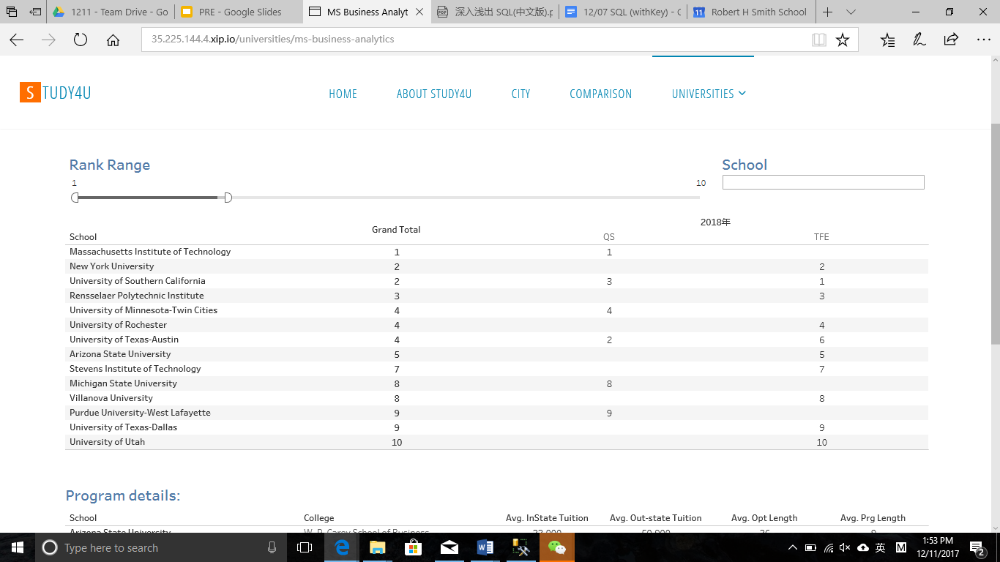 1211 - Team Drive - Go
PRE - Google Slides
MS Business Analyt
深入浅出 SQL(中文版).p
12/07 SQL (withKey) - G
Robert H Smith School
35.225.144.4.xip.io/universities/ms-business-analytics
STUDY4U
HOME ABOUT STUDY4U CITY COMPARISON UNIVERSITIES
Rank Range
School
1 10
2018年
Grand Total
School QS TFE
Massachusetts Institute of Technology 1 1
New York University 2 2
University of Southern California 2 3 1
Rensselaer Polytechnic Institute 3 3
University of Minnesota-Twin Cities 4 4
University of Rochester 4 4
University of Texas-Austin 4 2 6
Arizona State University 5 5
Stevens Institute of Technology 7 7
Michigan State University 8 8
Villanova University 8 8
Purdue University-West Lafayette 9 9
University of Texas-Dallas 9 9
University of Utah 10 10
Program details:
School College Avg. InState Tuition Avg. Out-state Tuition Avg. Opt Length Avg. Prg Length
Arizona State University W. P. Carey School of Business
Type here to search
英 M
1:53 PM
12/11/2017
2